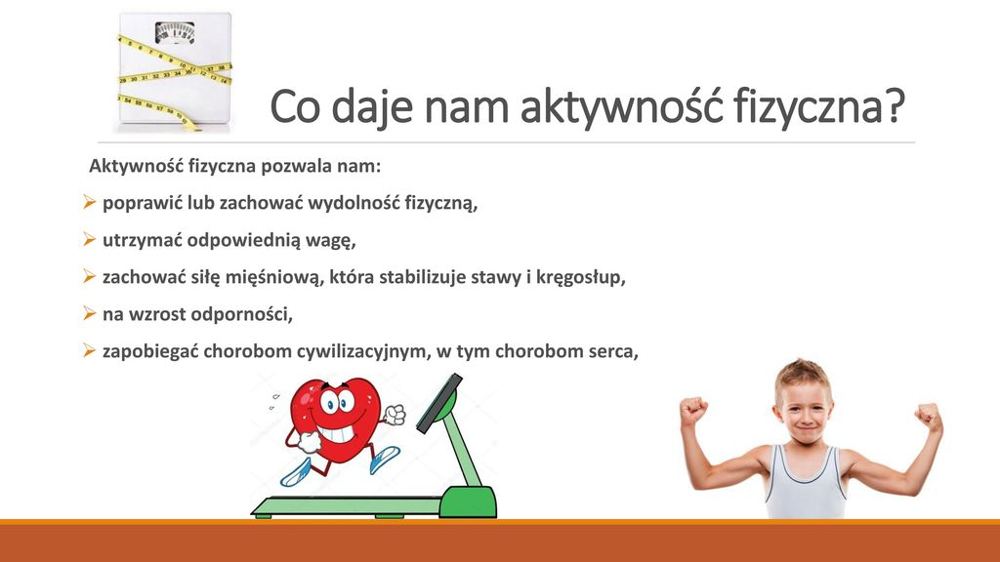 Co daje nam aktywność fizyczna?
Aktywność fizyczna pozwala nam:
➢ poprawić lub zachować wydolność fizyczną,
➢ utrzymać odpowiednią wagę,
➢ zachować siłę mięśniową, która stabilizuje stawy i kręgosłup,
➢ na wzrost odporności,
➢ zapobiegać chorobom cywilizacyjnym, w tym chorobom serca,